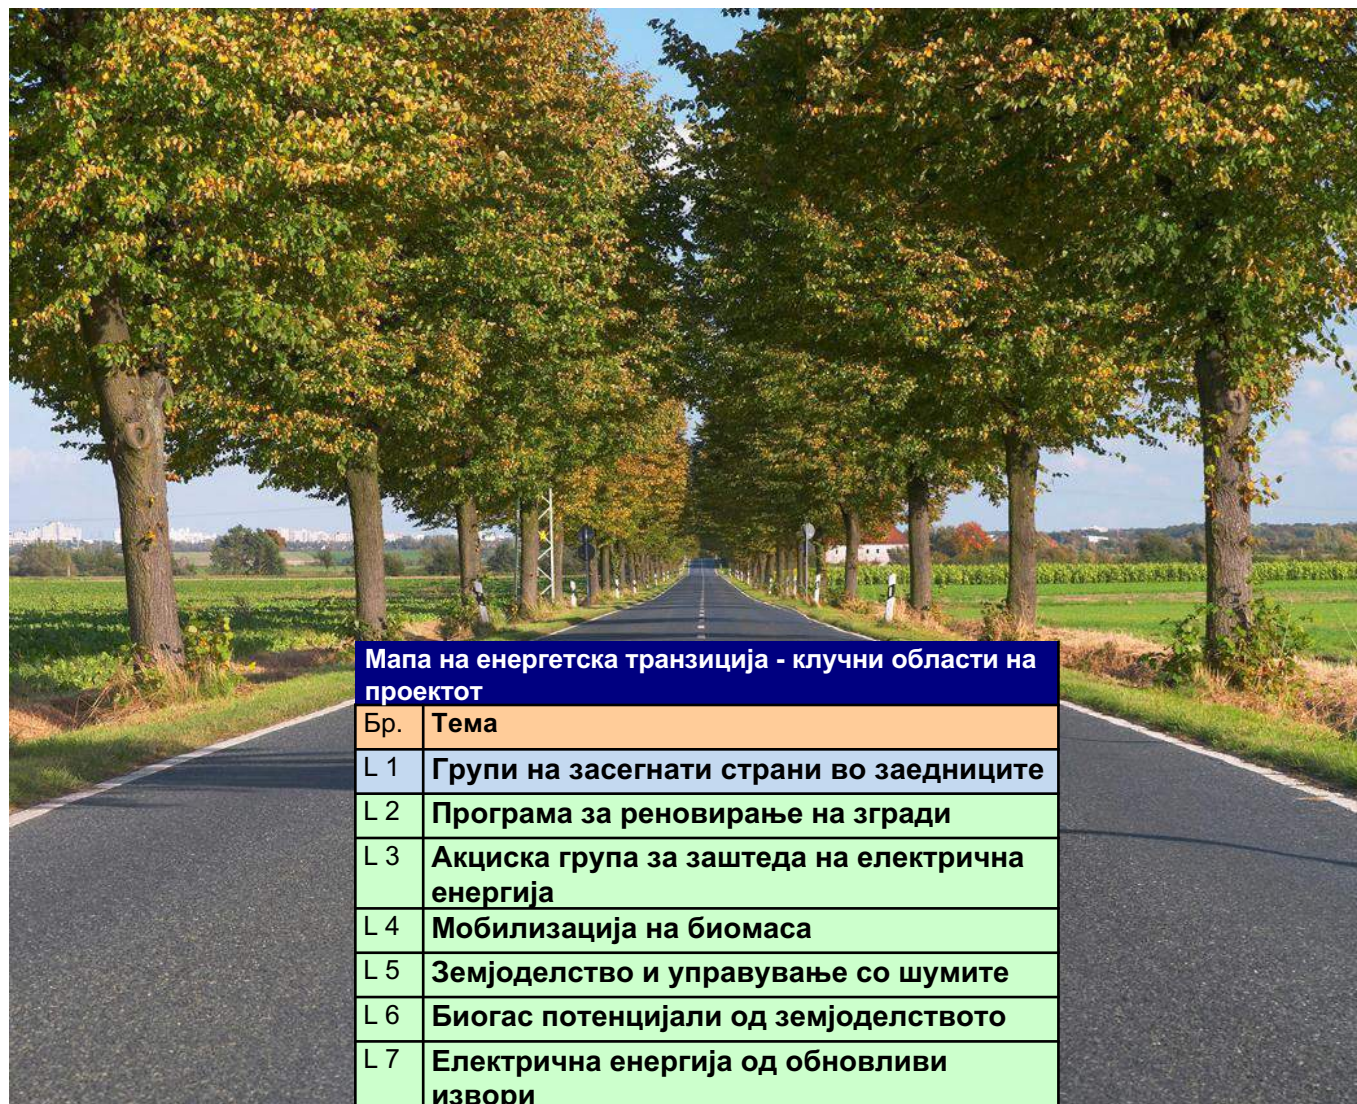 Мапа на енергетска транзиција - клучни области на
проектот
Бр. Тема
L 1 Групи на засегнати страни во заедниците
L 2 Програма за реновирање на згради
L 3 Акциска група за заштеда на електрична
енергија
L 4 Мобилизација на биомаса
L 5 Земјоделство и управување со шумите
L 6 Биогас потенцијали од земјоделството
L 7 Електрична енергија од обновливи
извори